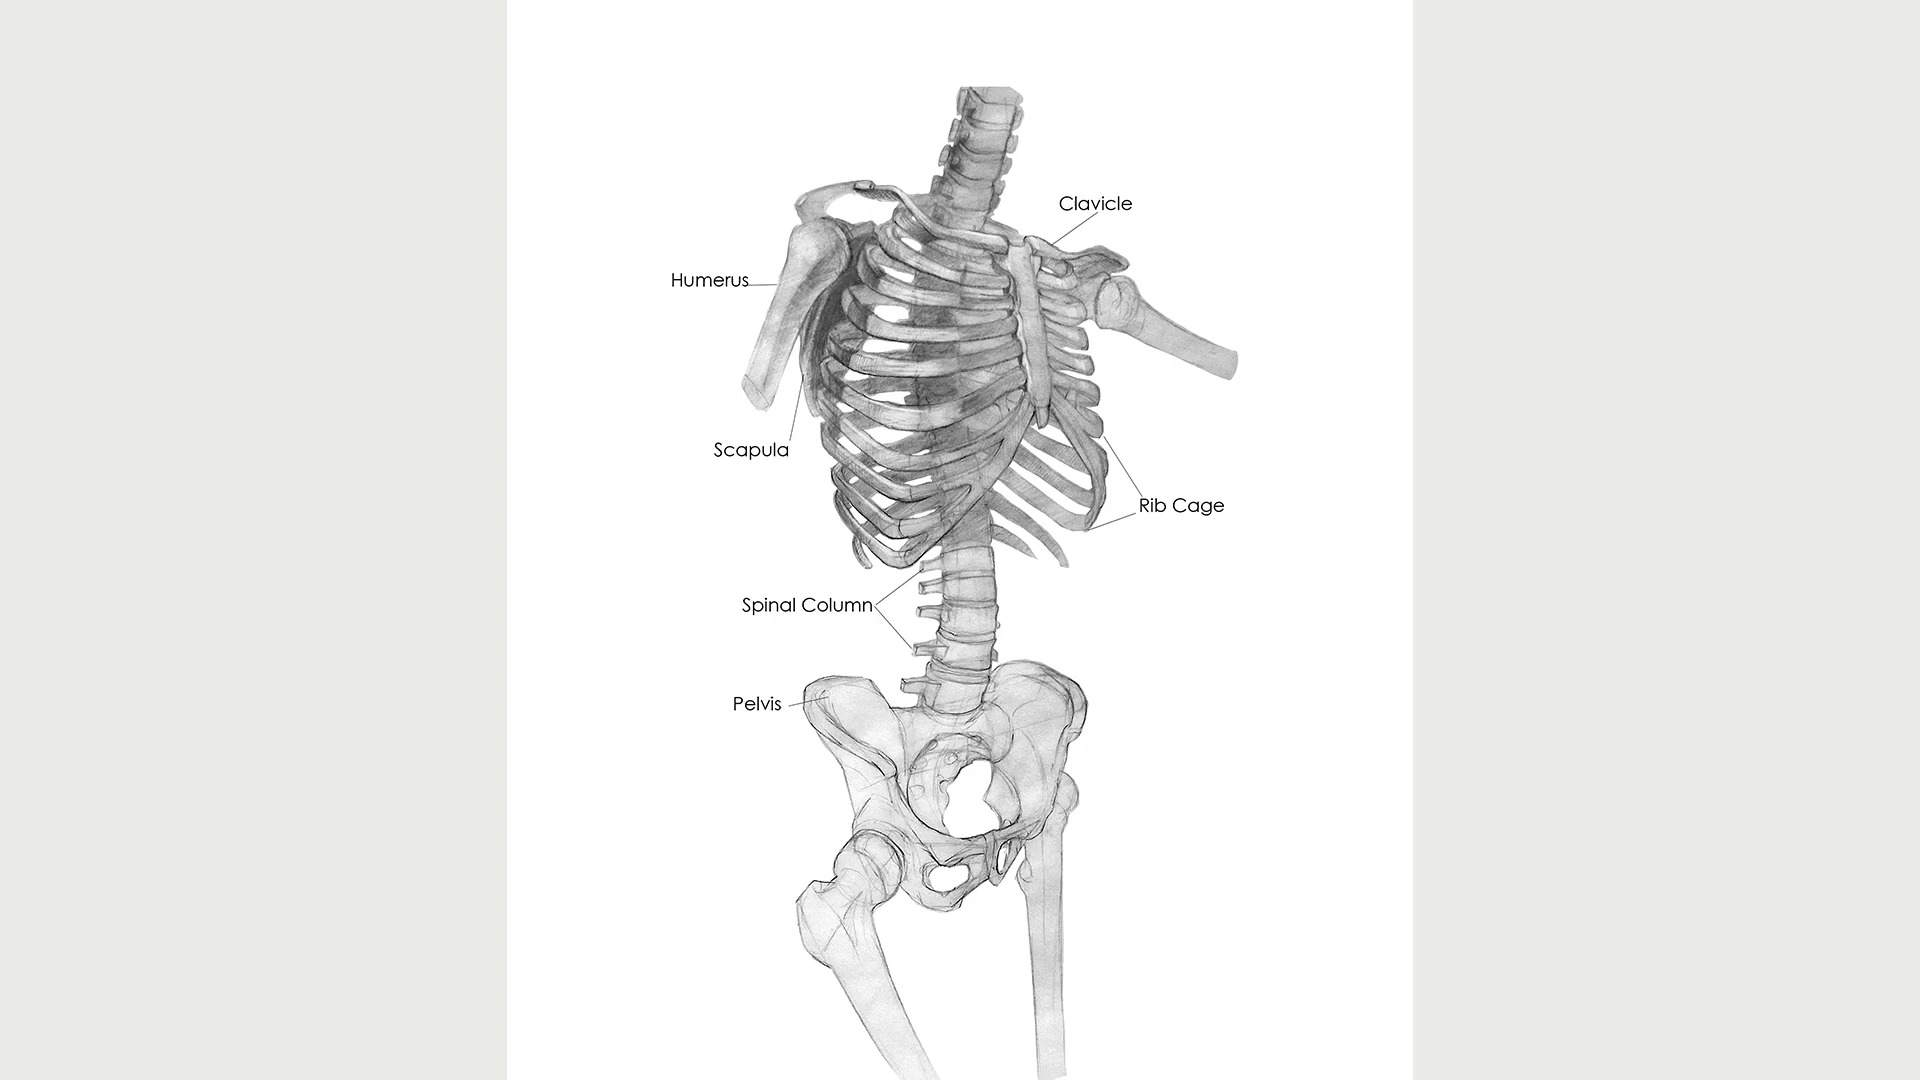 Clavicle
Humerus
Scapula
Rib Cage
Spinal Column
Pelvis